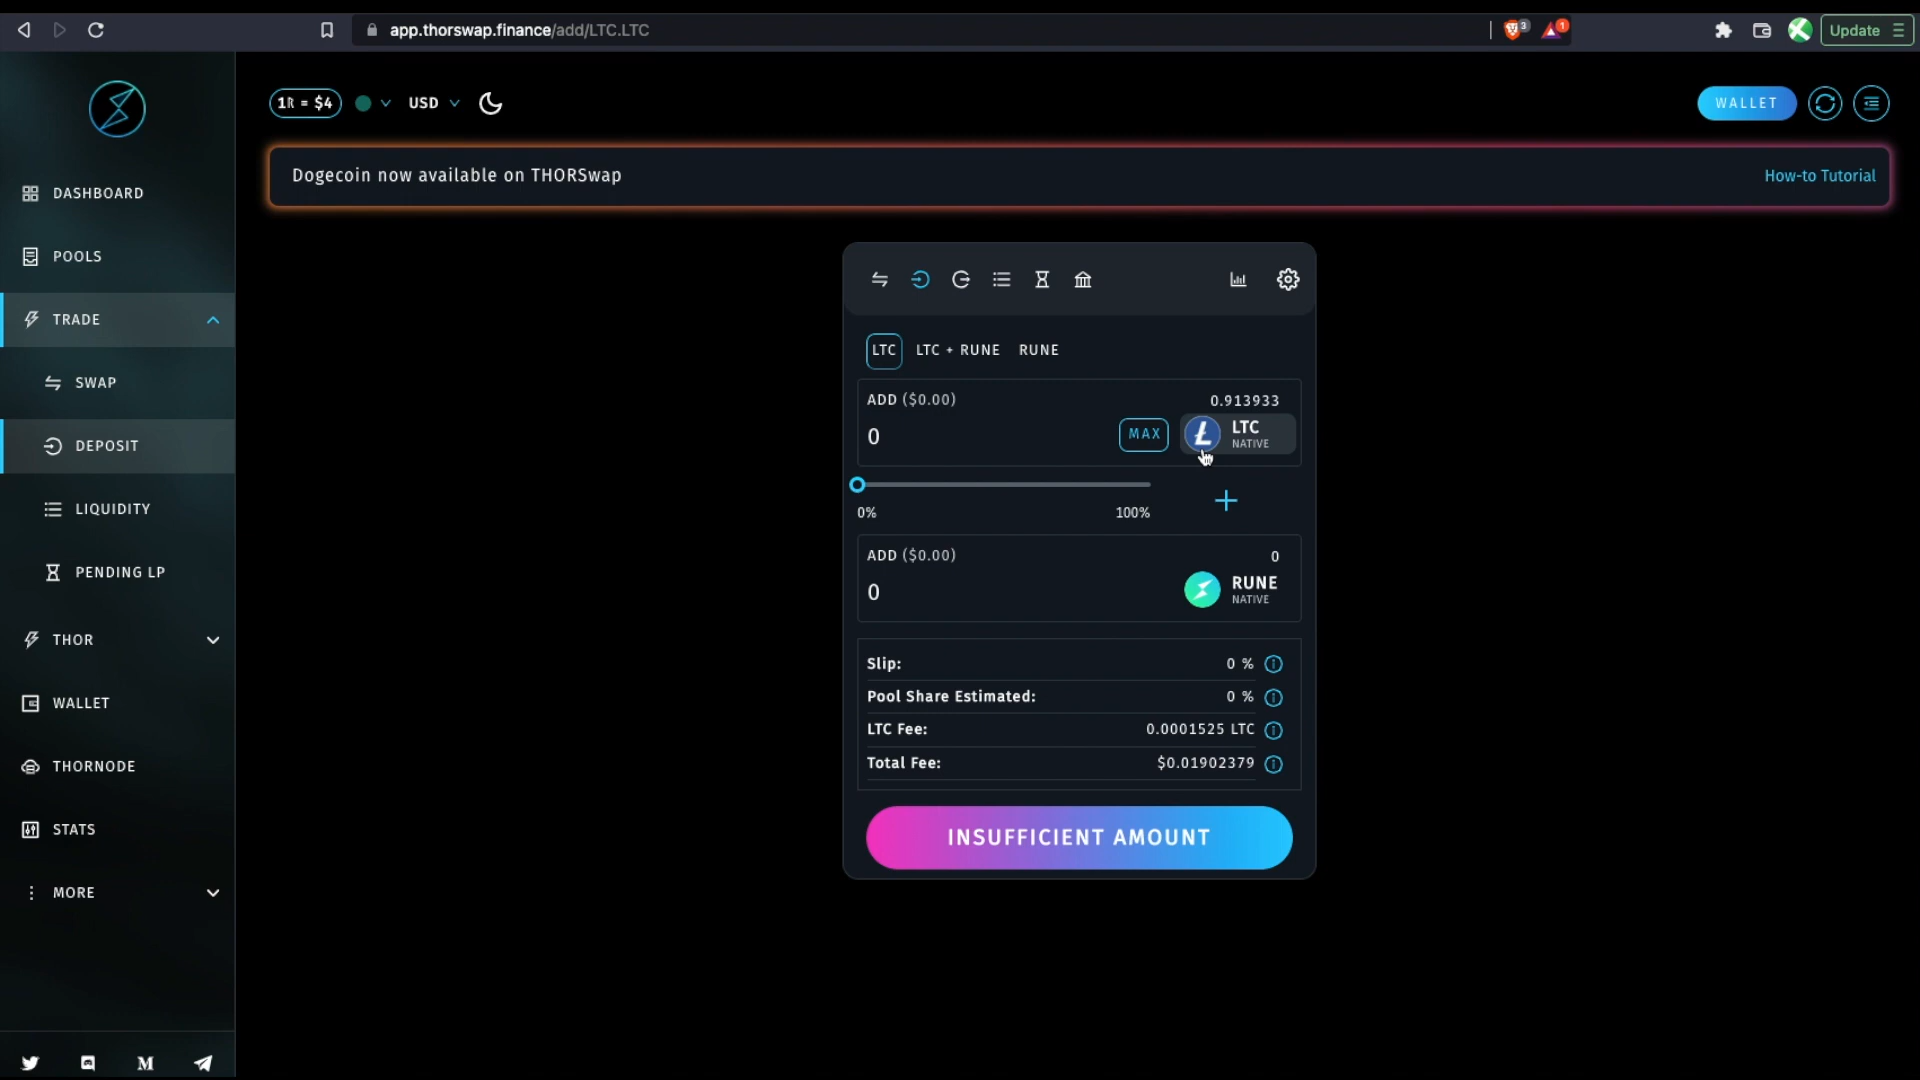 app.thorswap.finance/add/LTC.LTC
3
1
Update
1R = $4
USD
WALLET
Dogecoin now available on THORSwap
How-to Tutorial
DASHBOARD
POOLS
TRADE
SWAP
DEPOSIT
LIQUIDITY
PENDING LP
THOR
WALLET
THORNODE
STATS
MORE
LTC
LTC + RUNE
RUNE
ADD ($0.00)
0.913933
0
MAX
LTC
NATIVE
0%
100%
ADD ($0.00)
0
0
RUNE
NATIVE
Slip:
0 %
Pool Share Estimated:
0 %
LTC Fee:
0.0001525 LTC
Total Fee:
$0.01902379
INSUFFICIENT AMOUNT